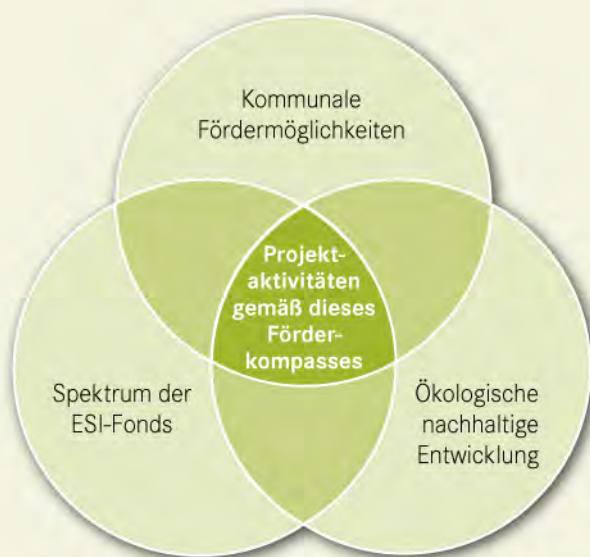 Kommunale
Fördermöglichkeiten
Projekt-
aktivitäten
gemäß dieses
Förder-
kompasses
Spektrum der
ESI-Fonds
Ökologische
nachhaltige
Entwicklung